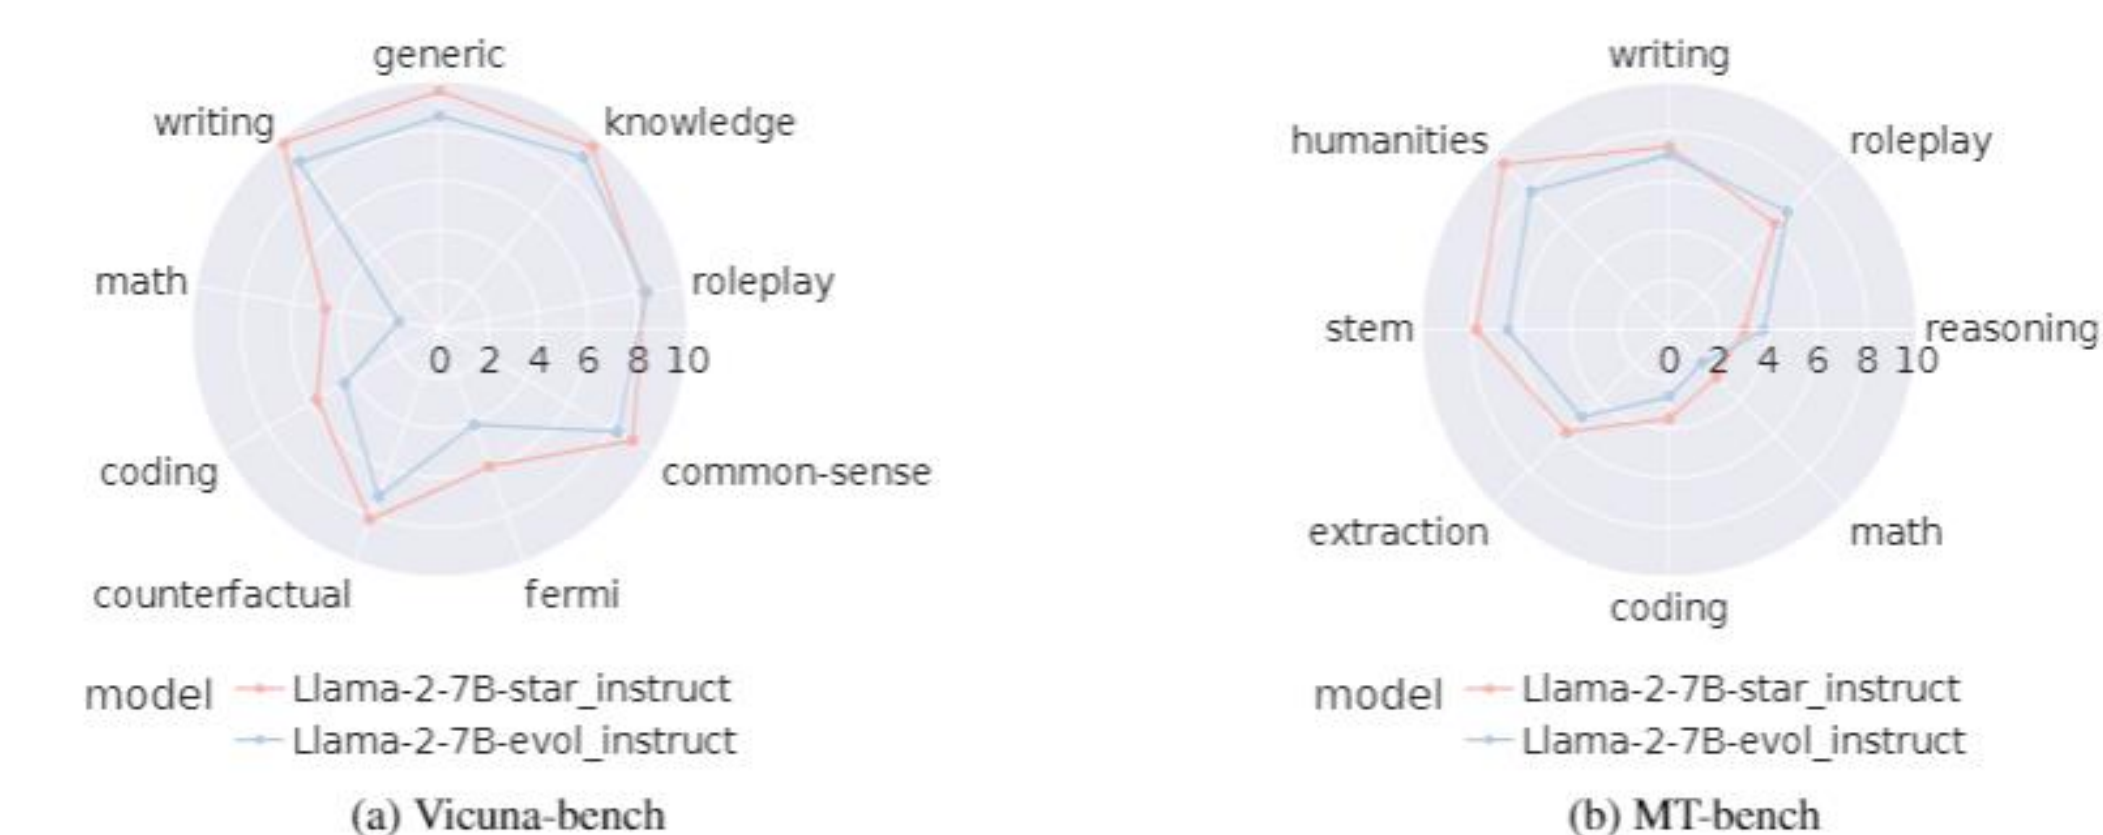 generic
writing
knowledge
math
roleplay
0 2 4 6 8 10
coding
common-sense
counterfactual
fermi
model
Llama-2-7B-star_instruct
Llama-2-7B-evol_instruct
(a) Vicuna-bench
writing
humanities
roleplay
stem
reasoning
0 2 4 6 8 10
extraction
math
coding
model
Llama-2-7B-star_instruct
Llama-2-7B-evol_instruct
(b) MT-bench